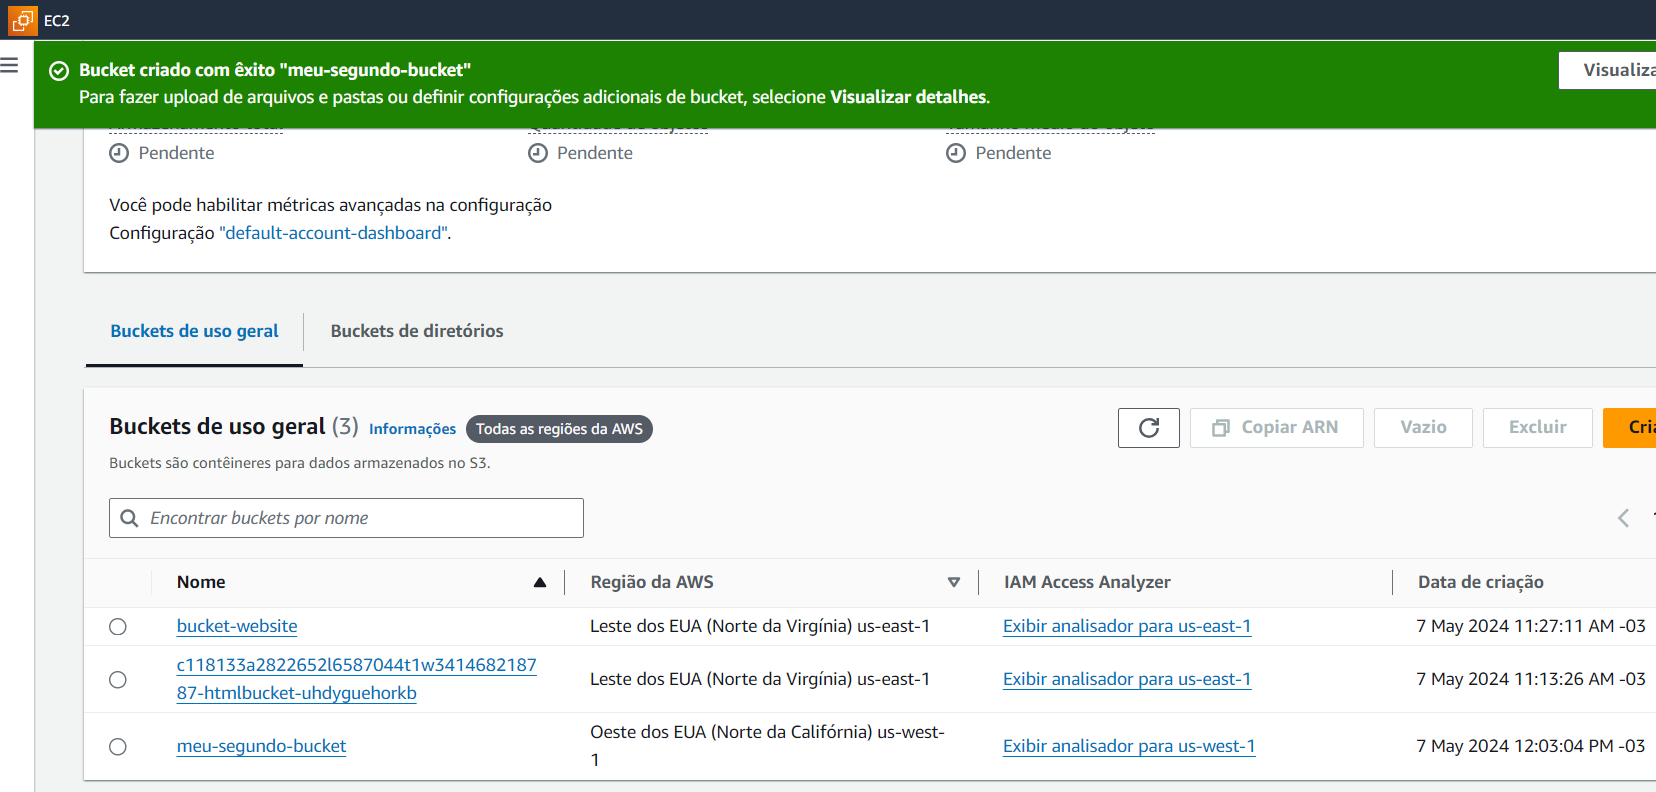 EC2
Bucket criado com êxito "meu-segundo-bucket"
Visualiza
Para fazer upload de arquivos e pastas ou definir configurações adicionais de bucket, selecione Visualizar detalhes.
Pendente
Pendente
Pendente
Você pode habilitar métricas avançadas na configuração
Configuração "default-account-dashboard".
Buckets de uso geral
Buckets de diretórios
Buckets de uso geral (3) Informações Todas as regiões da AWS
Copiar ARN
Vazio
Excluir
Cria
Buckets são contêineres para dados armazenados no S3.
Encontrar buckets por nome
Nome
Região da AWS
IAM Access Analyzer
Data de criação
bucket-website
Leste dos EUA (Norte da Virgínia) us-east-1
Exibir analisador para us-east-1
7 May 2024 11:27:11 AM -03
c118133a2822652l6587044t1w3414682187
87-htmlbucket-uhdyguehorkb
Leste dos EUA (Norte da Virgínia) us-east-1
Exibir analisador para us-east-1
7 May 2024 11:13:26 AM -03
meu-segundo-bucket
Oeste dos EUA (Norte da Califórnia) us-west-
1
Exibir analisador para us-west-1
7 May 2024 12:03:04 PM -03